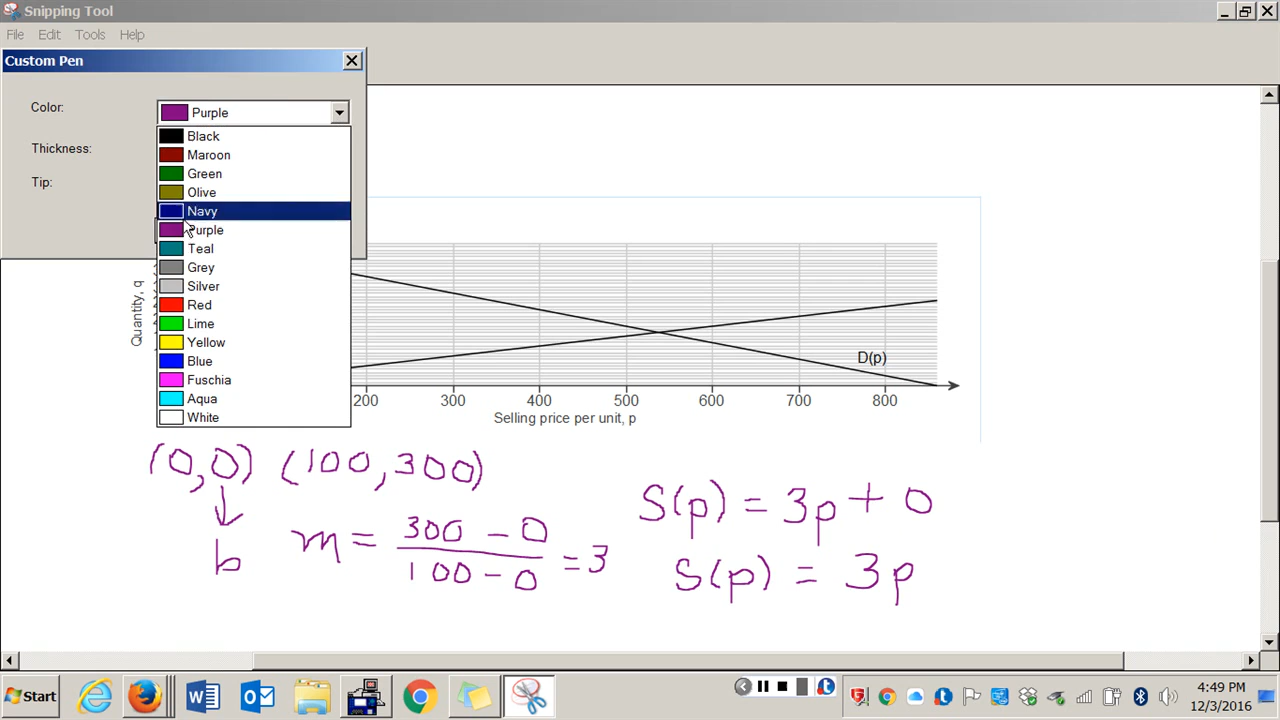 Snipping Tool
File Edit Tools Help
Custom Pen
Color:
Purple
Thickness:
Tip:
Black
Maroon
Green
Olive
Navy
Purple
Teal
Grey
Silver
Red
Lime
Yellow
Blue
Fuschia
Aqua
White
Quantity, q
D(p)
200 300 400 500 600 700 800
Selling price per unit, p
(0,0) (100,300)
b
m = 300 - 0 / 100 - 0 = 3
S(p) = 3p + 0
S(p) = 3p
Start
4:49 PM
12/3/2016